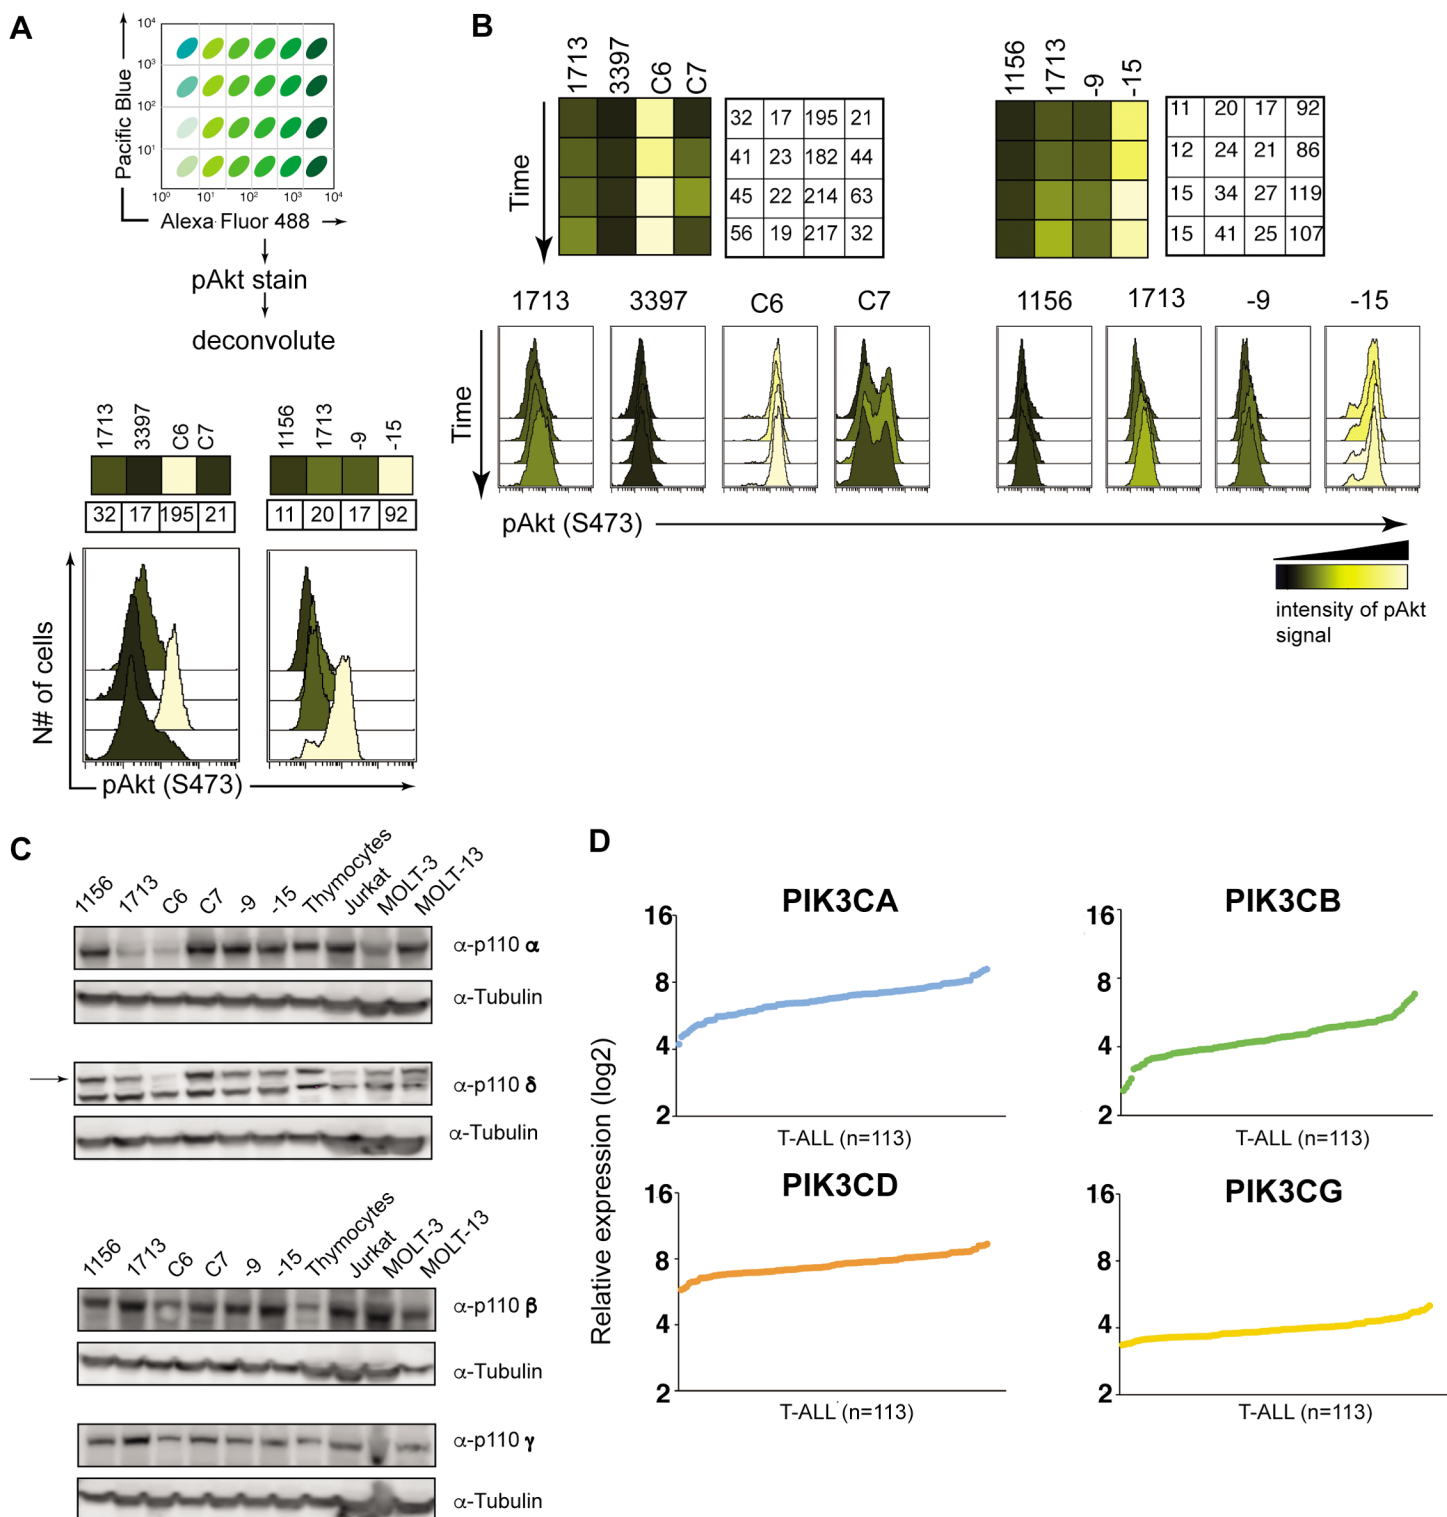 A
Pacific Blue
10⁴
10³
10²
10¹
10⁰ 10¹ 10² 10³ 10⁴
Alexa Fluor 488
pAkt stain
deconvolute
1713 3397 C6 C7
32 17 195 21
1156 1713 -9 -15
11 20 17 92
N# of cells
pAkt (S473)
B
1713 3397 C6 C7
Time
32 17 195 21
41 23 182 44
45 22 214 63
56 19 217 32
1156 1713 -9 -15
11 20 17 92
12 24 21 86
15 34 27 119
15 41 25 107
1713 3397 C6 C7 1156 1713 -9 -15
Time
pAkt (S473)
intensity of pAkt
signal
C
1156 1713 C6 C7 -9 -15 Thymocytes Jurkat MOLT-3 MOLT-13
α-p110 α
α-Tubulin
α-p110 δ
α-Tubulin
1156 1713 C6 C7 -9 -15 Thymocytes Jurkat MOLT-3 MOLT-13
α-p110 β
α-Tubulin
α-p110 γ
α-Tubulin
D
Relative expression (log2)
PIK3CA
16
8
4
2
T-ALL (n=113)
PIK3CB
16
8
4
2
T-ALL (n=113)
PIK3CD
16
8
4
2
T-ALL (n=113)
PIK3CG
16
8
4
2
T-ALL (n=113)